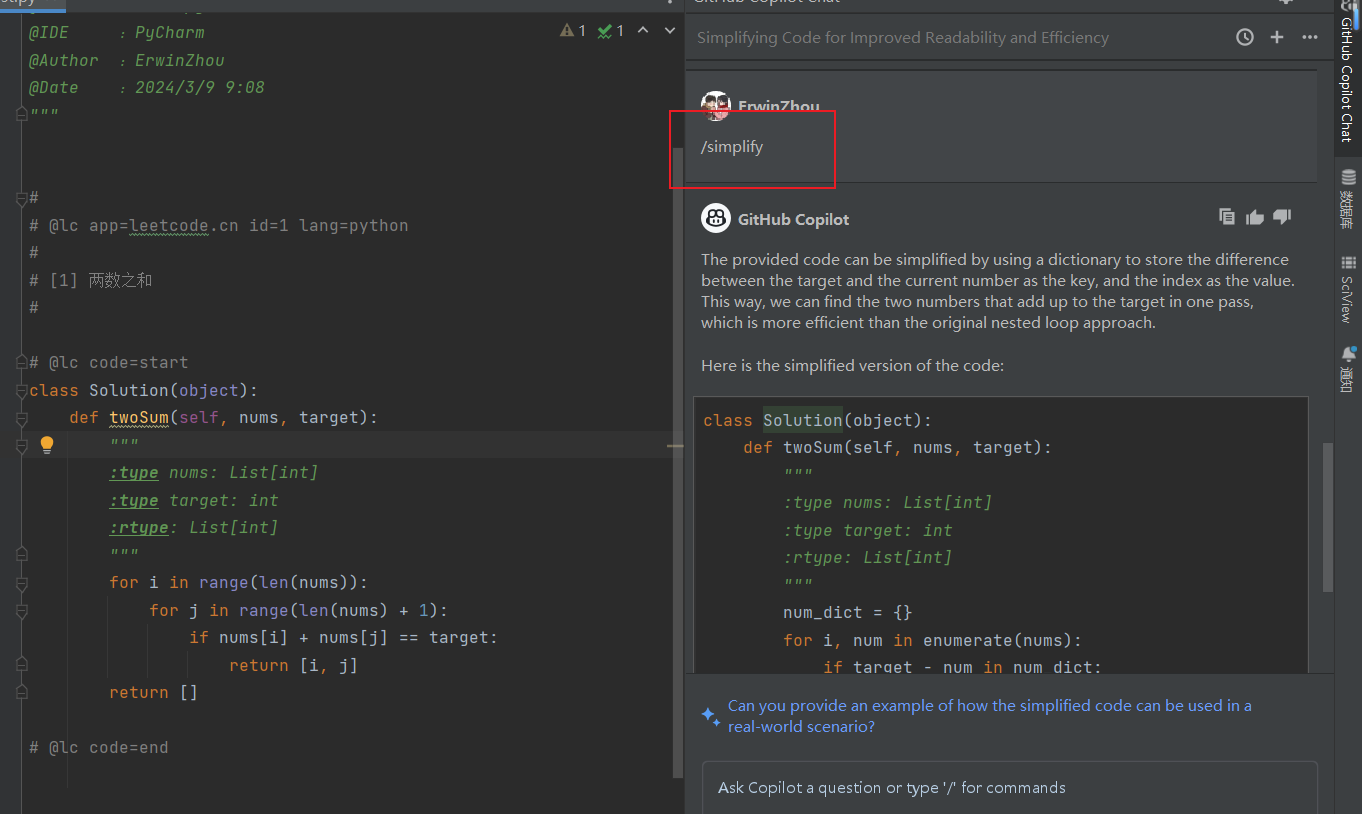 @IDE     : PyCharm
@Author  : ErwinZhou
@Date    : 2024/3/9 9:08
"""
#
# @lc app=leetcode.cn id=1 lang=python
#
# [1] 两数之和
#
# @lc code=start
class Solution(object):
    def twoSum(self, nums, target):
        """
        :type nums: List[int]
        :type target: int
        :rtype: List[int]
        """
        for i in range(len(nums)):
            for j in range(len(nums) + 1):
                if nums[i] + nums[j] == target:
                    return [i, j]
        return []
# @lc code=end
1 1
GitHub Copilot Chat
Simplifying Code for Improved Readability and Efficiency
ErwinZhou
/simplify
GitHub Copilot
The provided code can be simplified by using a dictionary to store the difference
between the target and the current number as the key, and the index as the value.
This way, we can find the two numbers that add up to the target in one pass,
which is more efficient than the original nested loop approach.
Here is the simplified version of the code:
class Solution(object):
    def twoSum(self, nums, target):
        """
        :type nums: List[int]
        :type target: int
        :rtype: List[int]
        """
        num_dict = {}
        for i, num in enumerate(nums):
            if target - num in num_dict:
Can you provide an example of how the simplified code can be used in a
real-world scenario?
Ask Copilot a question or type '/' for commands
GitHub Copilot Chat
数据库
SciView
通知